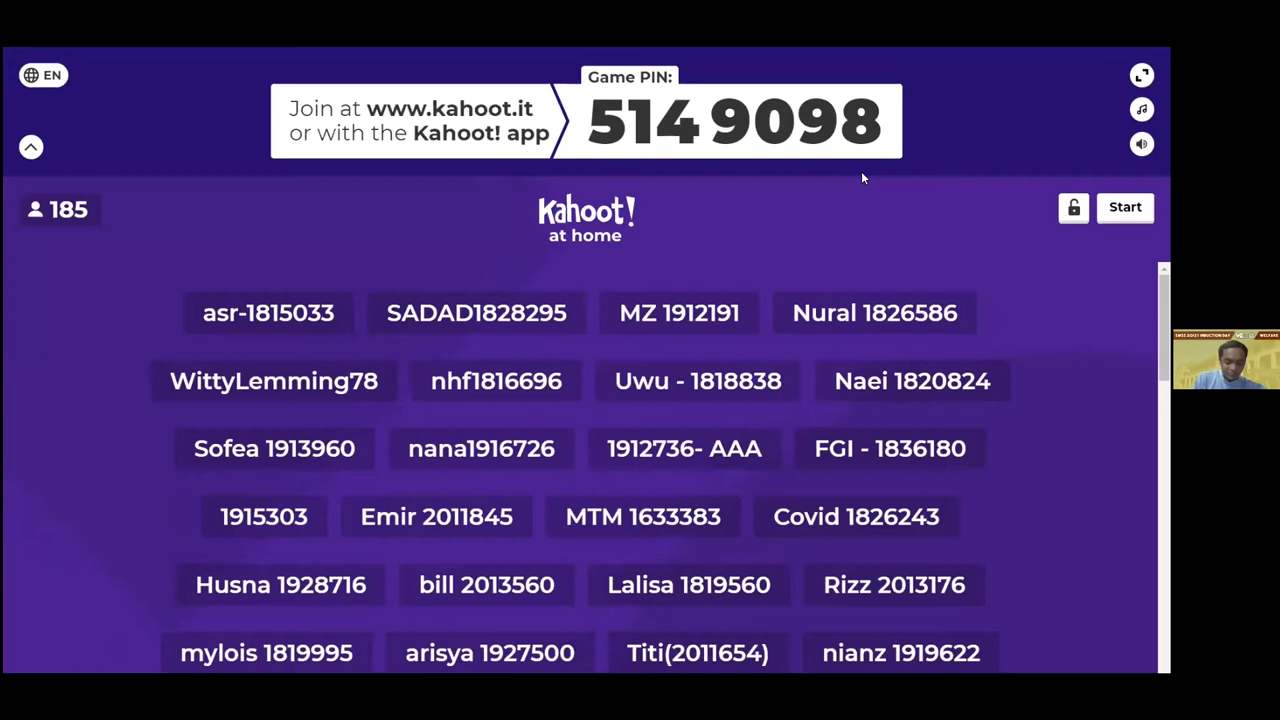 EN
Game PIN:
Join at www.kahoot.it
or with the Kahoot! app
514 9098
185
Kahoot!
at home
Start
asr-1815033 SADAD1828295 MZ 1912191 Nural 1826586
WittyLemming78 nhf1816696 Uwu - 1818838 Naei 1820824
Sofea 1913960 nana1916726 1912736- AAA FGI - 1836180
1915303 Emir 2011845 MTM 1633383 Covid 1826243
Husna 1928716 bill 2013560 Lalisa 1819560 Rizz 2013176
mylois 1819995 arisya 1927500 Titi(2011654) nianz 1919622